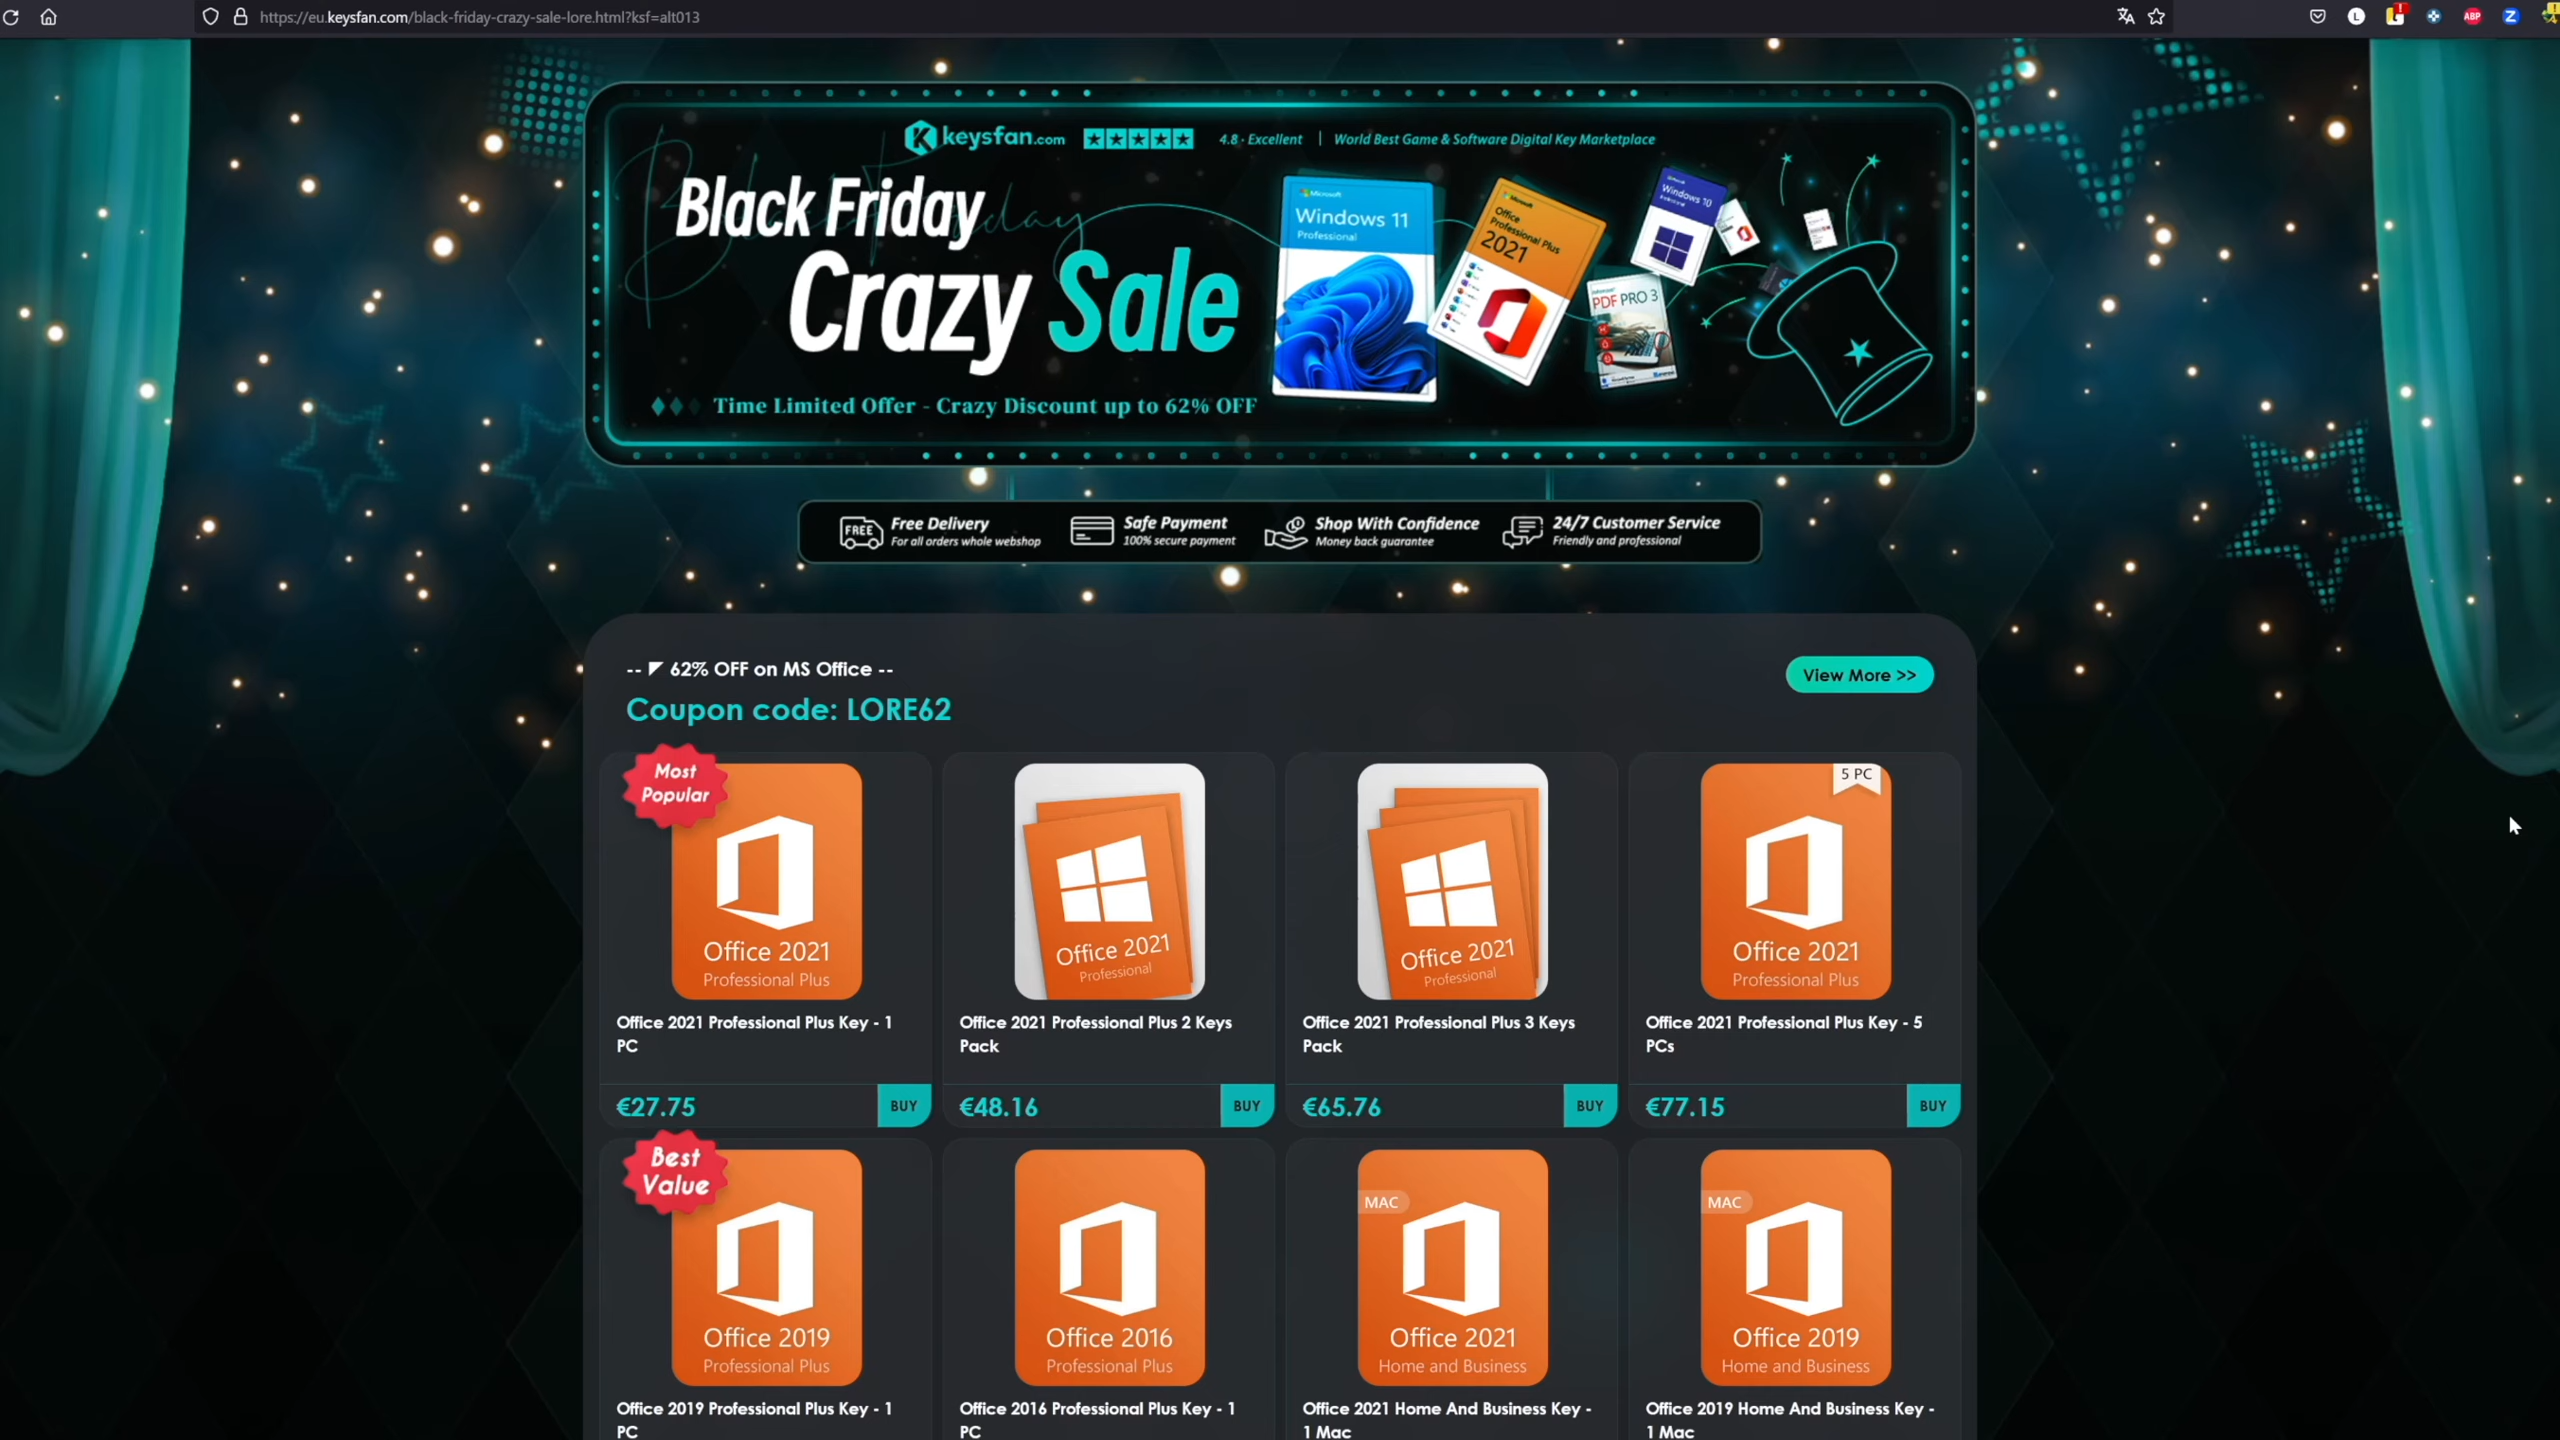 https://eu.keysfan.com/black-friday-crazy-sale-lore.html?ksf=alt013
ABP
keysfan.com 4.8 · Excellent | World Best Game & Software Digital Key Marketplace
Black Friday
Crazy Sale
Time Limited Offer - Crazy Discount up to 62% OFF
Microsoft
Windows 11
Professional
Microsoft
Office
Professional Plus
2021
Windows 10
PDF PRO 3
FREE
Free Delivery
For all orders whole webshop
Safe Payment
100% secure payment
Shop With Confidence
Money back guarantee
24/7 Customer Service
Friendly and professional
-- 62% OFF on MS Office --
Coupon code: LORE62
View More >>
Most
Popular
Office 2021
Professional Plus
Office 2021 Professional Plus Key - 1
PC
€27.75
BUY
Office 2021
Professional
Office 2021 Professional Plus 2 Keys
Pack
€48.16
BUY
Office 2021
Professional
Office 2021 Professional Plus 3 Keys
Pack
€65.76
BUY
5 PC
Office 2021
Professional Plus
Office 2021 Professional Plus Key - 5
PCs
€77.15
BUY
Best
Value
Office 2019
Professional Plus
Office 2019 Professional Plus Key - 1
PC
Office 2016
Professional Plus
Office 2016 Professional Plus Key - 1
PC
MAC
Office 2021
Home and Business
Office 2021 Home And Business Key -
1 Mac
MAC
Office 2019
Home and Business
Office 2019 Home And Business Key -
1 Mac